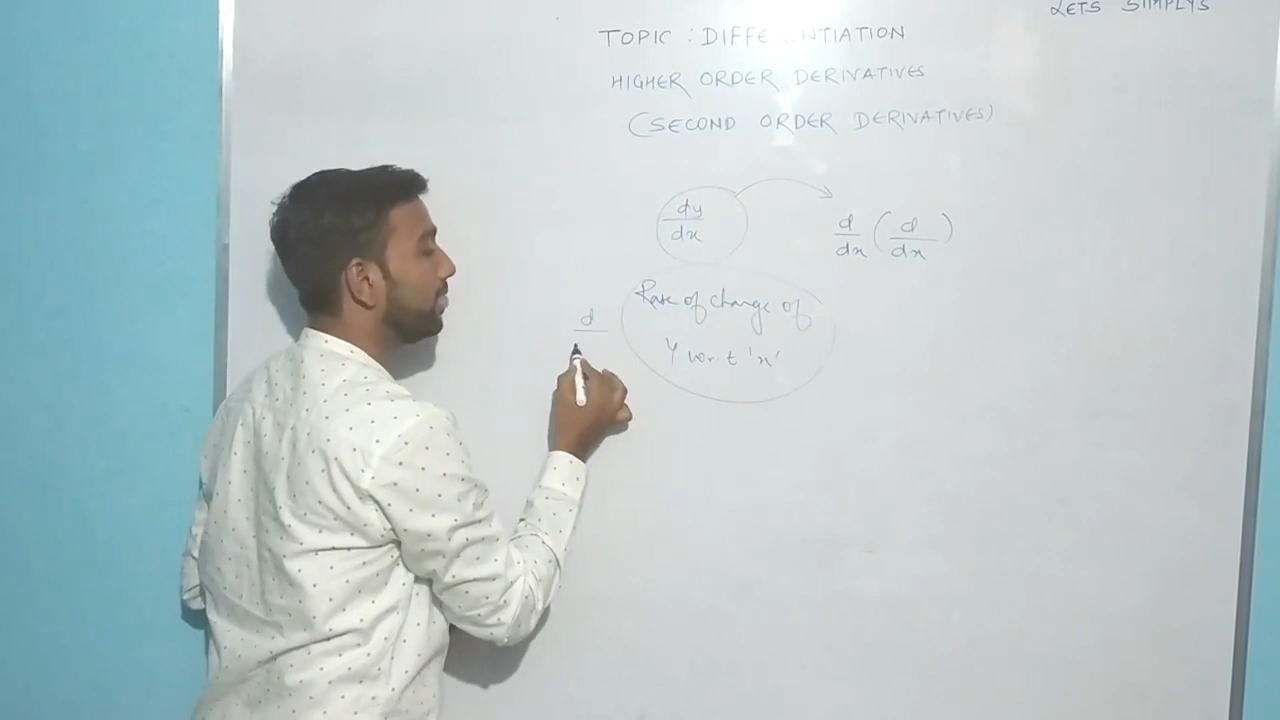 LETS SIMPLYS
TOPIC : DIFFE NTIATION
HIGHER ORDER DERIVATIVES
(SECOND ORDER DERIVATIVES)
dy/dx
d/dx (d/dx)
Rate of change of
Y w.r.t 'x'
d